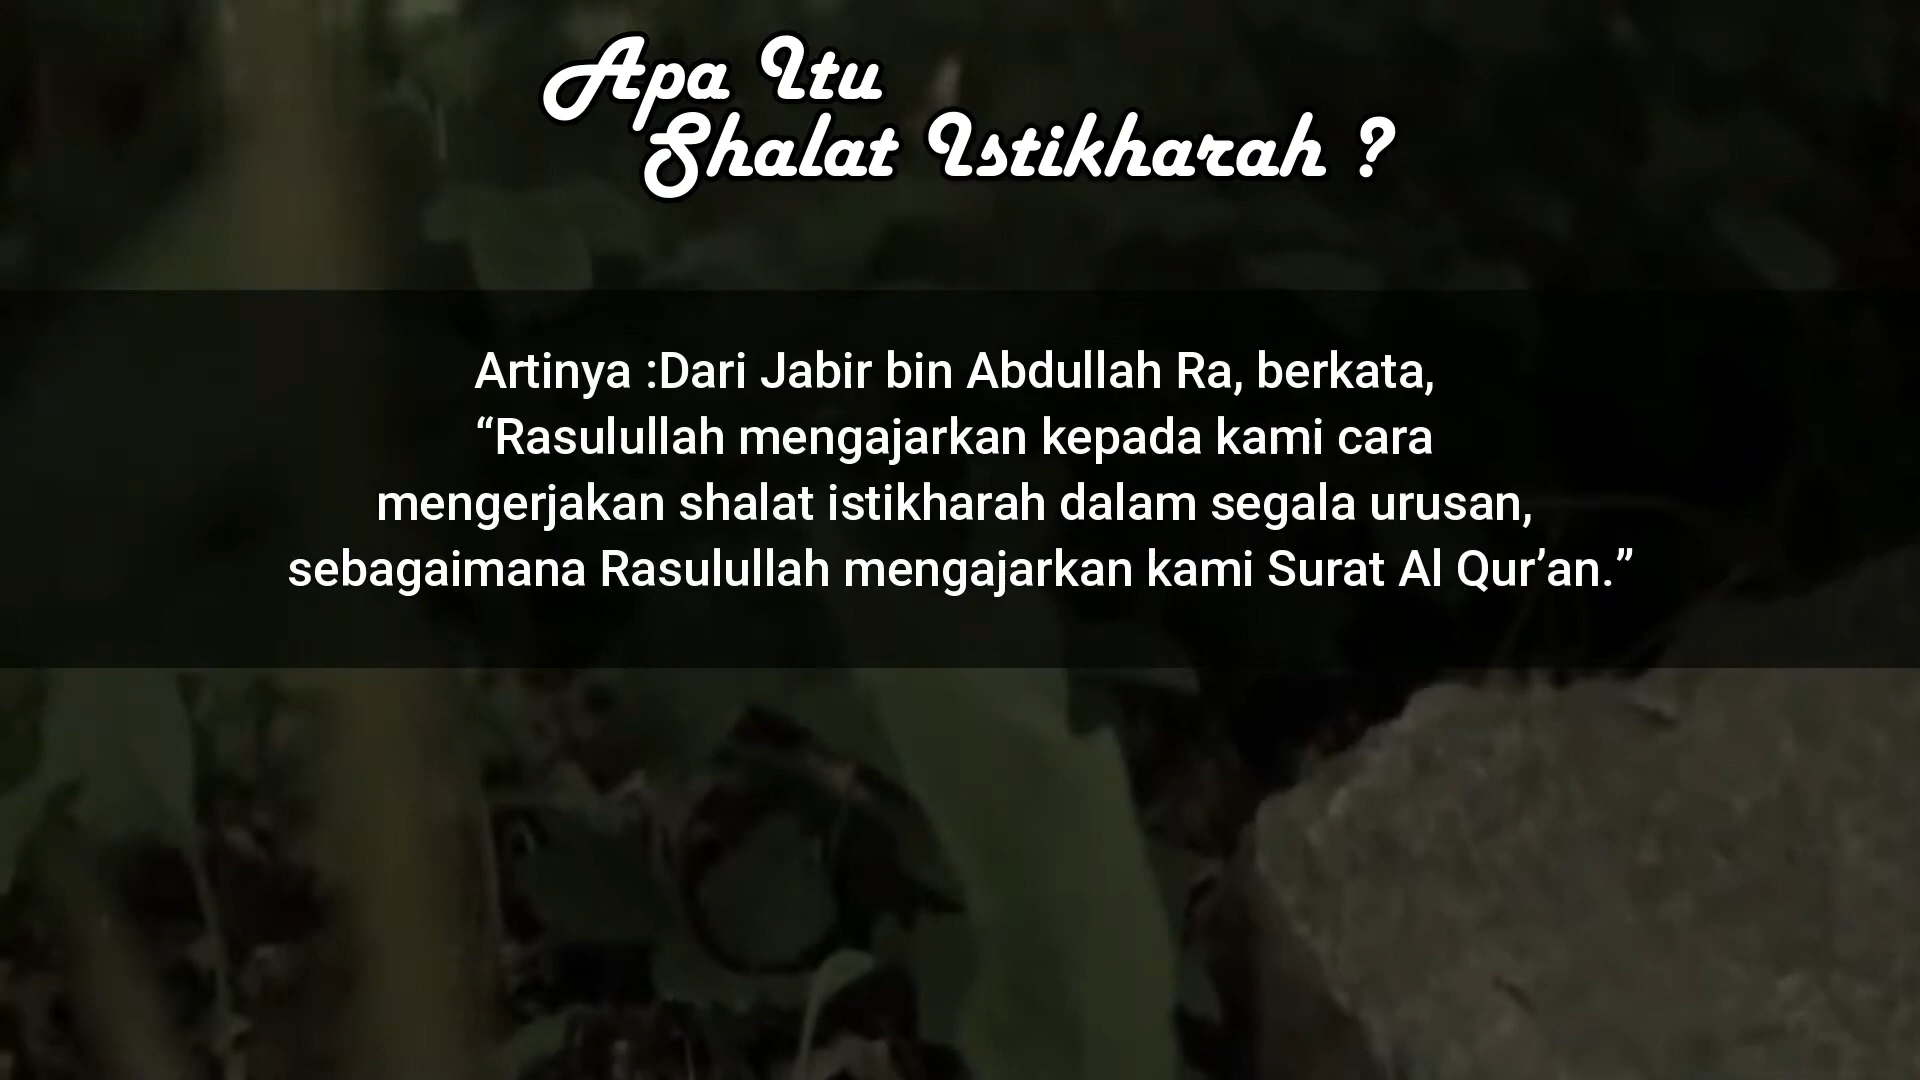 Apa Itu
Shalat Istikharah ?
Artinya :Dari Jabir bin Abdullah Ra, berkata,
“Rasulullah mengajarkan kepada kami cara
mengerjakan shalat istikharah dalam segala urusan,
sebagaimana Rasulullah mengajarkan kami Surat Al Qur’an.”